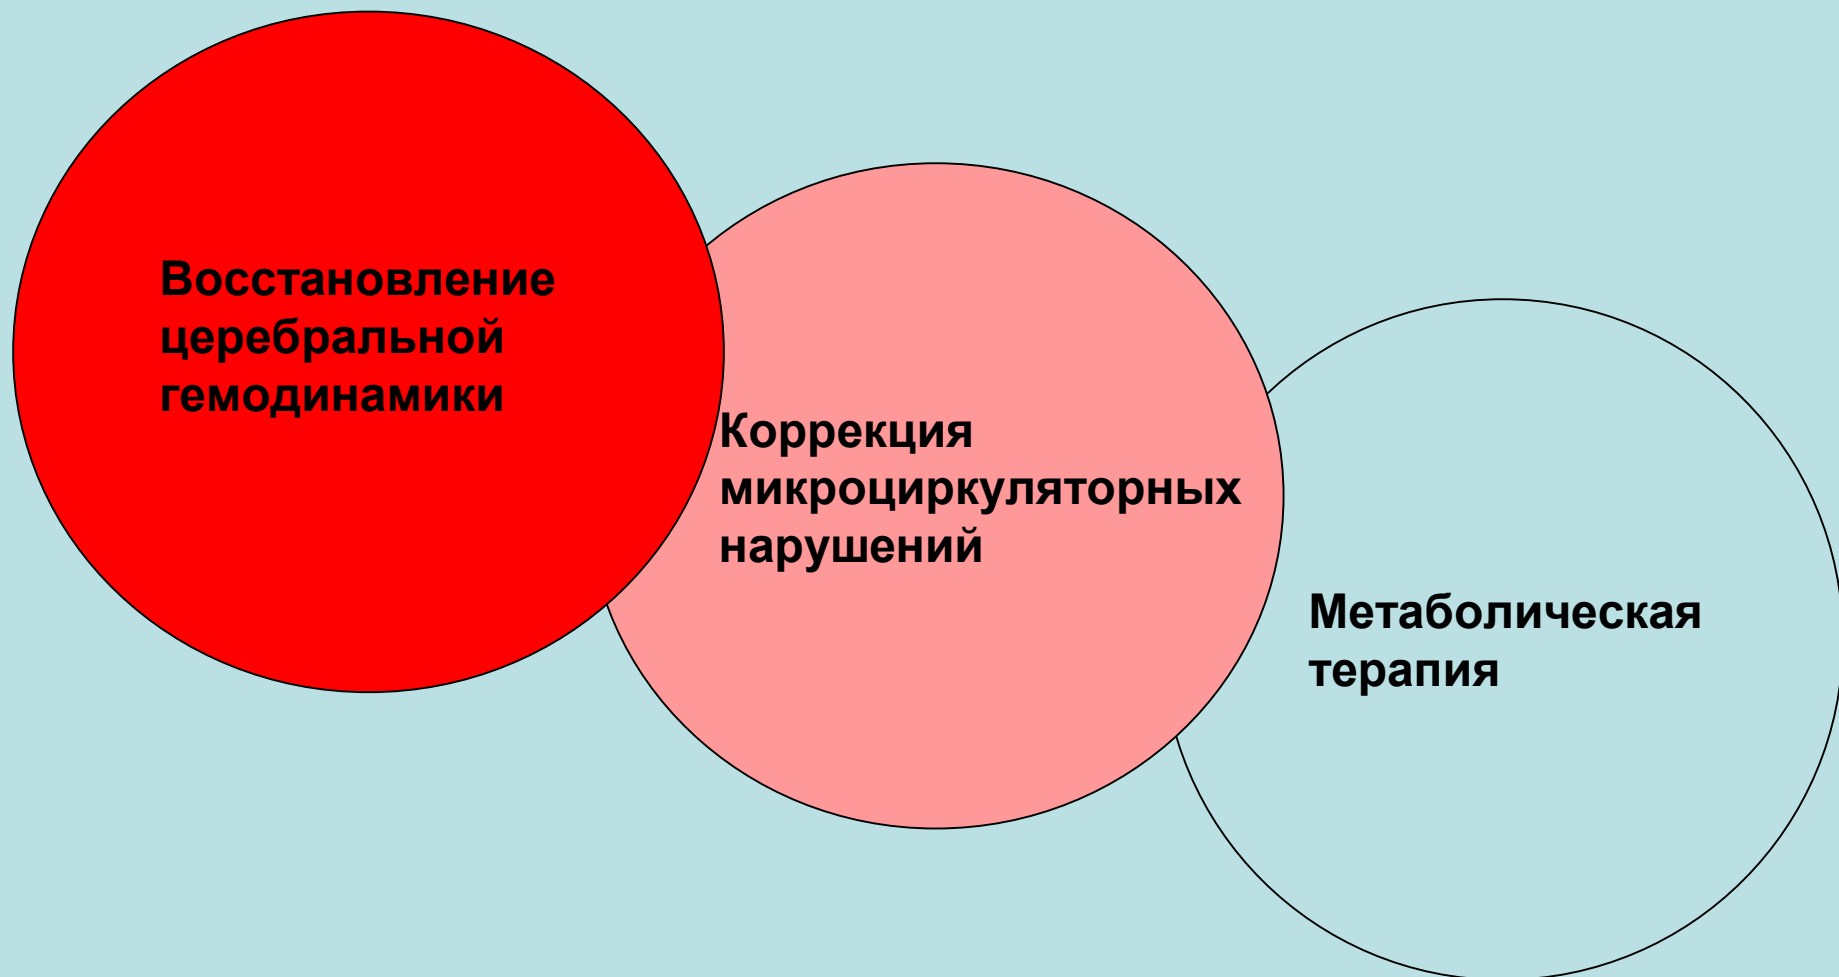 Восстановление
церебральной
гемодинамики
Коррекция
микроциркуляторных
нарушений
Метаболическая
терапия